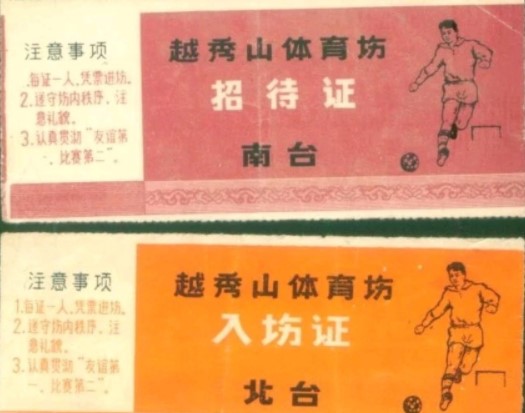 注意事项
1.每证一人,凭票进场。
2.遵守场内秩序,注
意礼貌。
3.认真贯彻“友谊第
一、比赛第二”。
越秀山体育场
招待证
南台
注意事项
1.每证一人,凭票进场。
2.遵守场内秩序,注
意礼貌。
3.认真贯彻“友谊第
一、比赛第二”。
越秀山体育场
入场证
北台